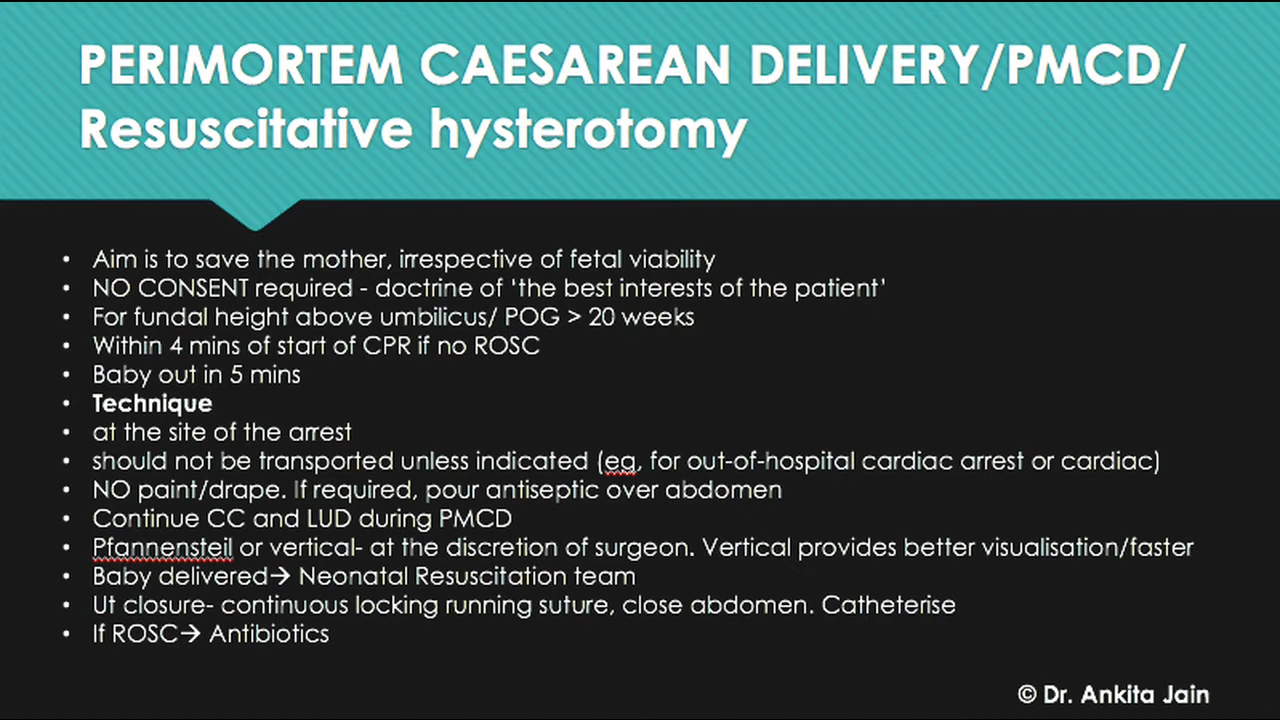 PERIMORTEM CAESAREAN DELIVERY/PMCD/
Resuscitative hysterotomy
• Aim is to save the mother, irrespective of fetal viability
• NO CONSENT required - doctrine of 'the best interests of the patient'
• For fundal height above umbilicus/ POG > 20 weeks
• Within 4 mins of start of CPR if no ROSC
• Baby out in 5 mins
• Technique
• at the site of the arrest
• should not be transported unless indicated (eg, for out-of-hospital cardiac arrest or cardiac)
• NO paint/drape. If required, pour antiseptic over abdomen
• Continue CC and LUD during PMCD
• Pfannensteil or vertical- at the discretion of surgeon. Vertical provides better visualisation/faster
• Baby delivered→ Neonatal Resuscitation team
• Ut closure- continuous locking running suture, close abdomen. Catheterise
• If ROSC→ Antibiotics
© Dr. Ankita Jain